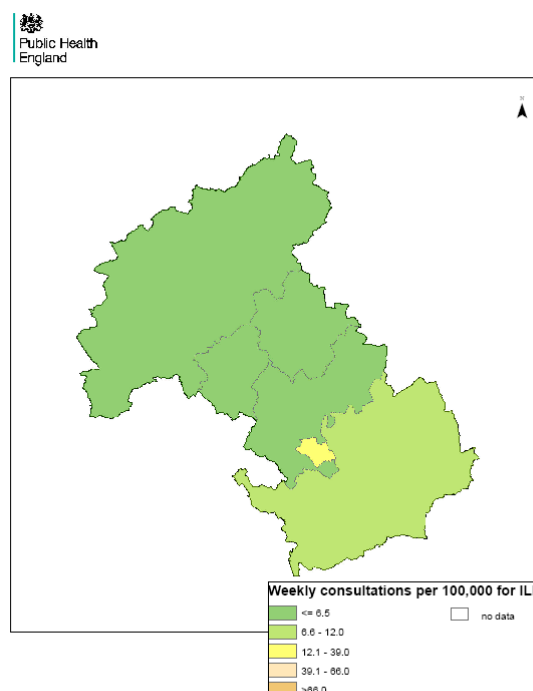 Public Health
England
N
Weekly consultations per 100,000 for IL
<= 6.5
no data
6.6 - 12.0
12.1 - 39.0
39.1 - 66.0
>66.0